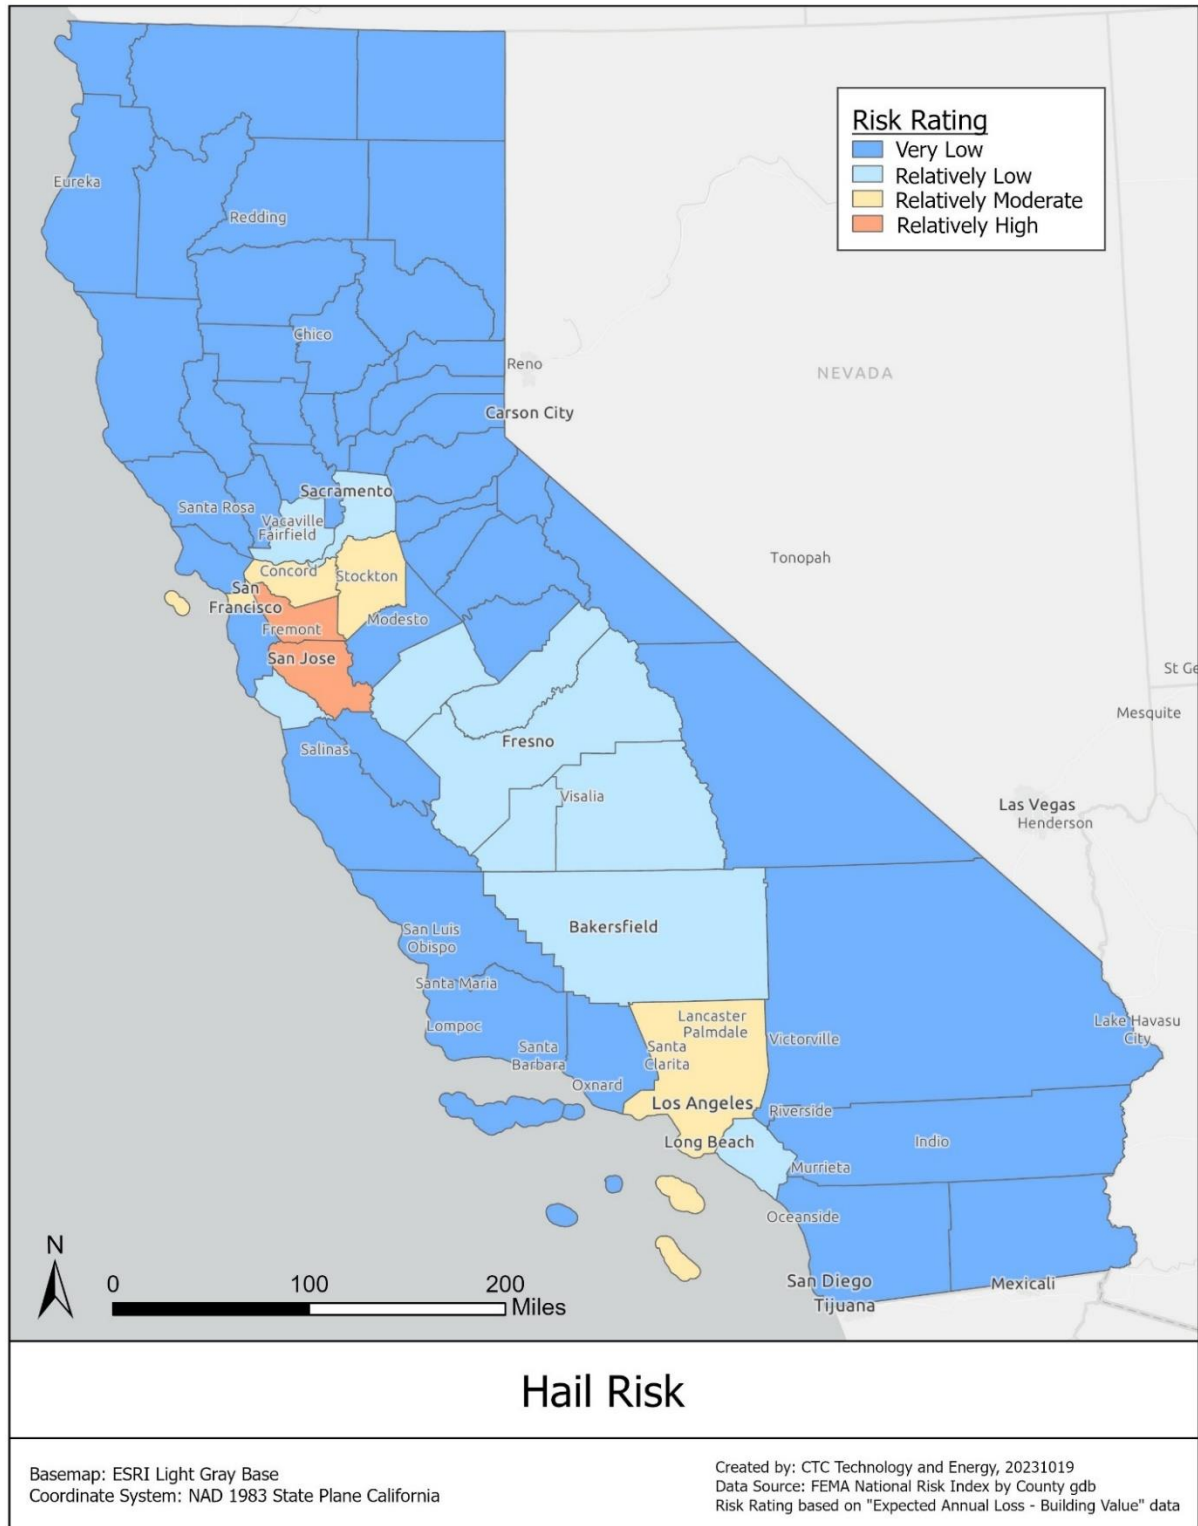 Risk Rating
Very Low
Relatively Low
Relatively Moderate
Relatively High
Eureka
Redding
Chico
Reno
NEVADA
Carson City
Sacramento
Santa Rosa
Vacaville
Fairfield
Tonopah
Concord
Stockton
San
Francisco
Modesto
Fremont
San Jose
St Ge
Mesquite
Salinas
Fresno
Visalia
Las Vegas
Henderson
San Luis
Obispo
Bakersfield
Santa Maria
Lompoc
Lancaster
Palmdale
Lake Havasu
City
Santa
Barbara
Santa
Clarita
Victorville
Oxnard
Los Angeles
Riverside
Long Beach
Indio
Murrieta
Oceanside
San Diego
Tijuana
Mexicali
N
0 100 200
Miles
Hail Risk
Basemap: ESRI Light Gray Base
Coordinate System: NAD 1983 State Plane California
Created by: CTC Technology and Energy, 20231019
Data Source: FEMA National Risk Index by County gdb
Risk Rating based on "Expected Annual Loss - Building Value" data